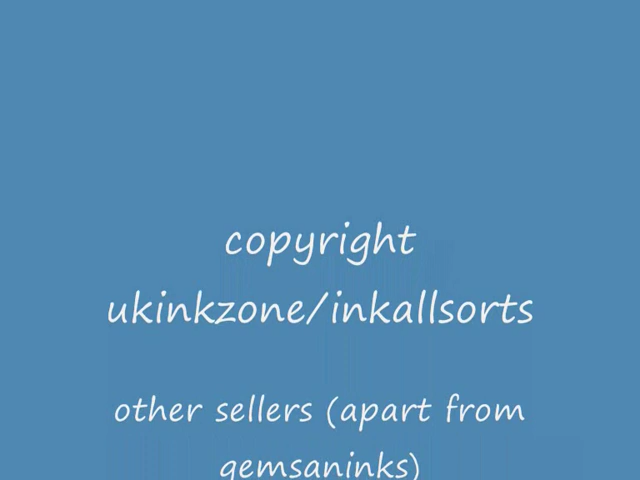 copyright
ukinkzone/inkallsorts
other sellers (apart from
gemsaninks)